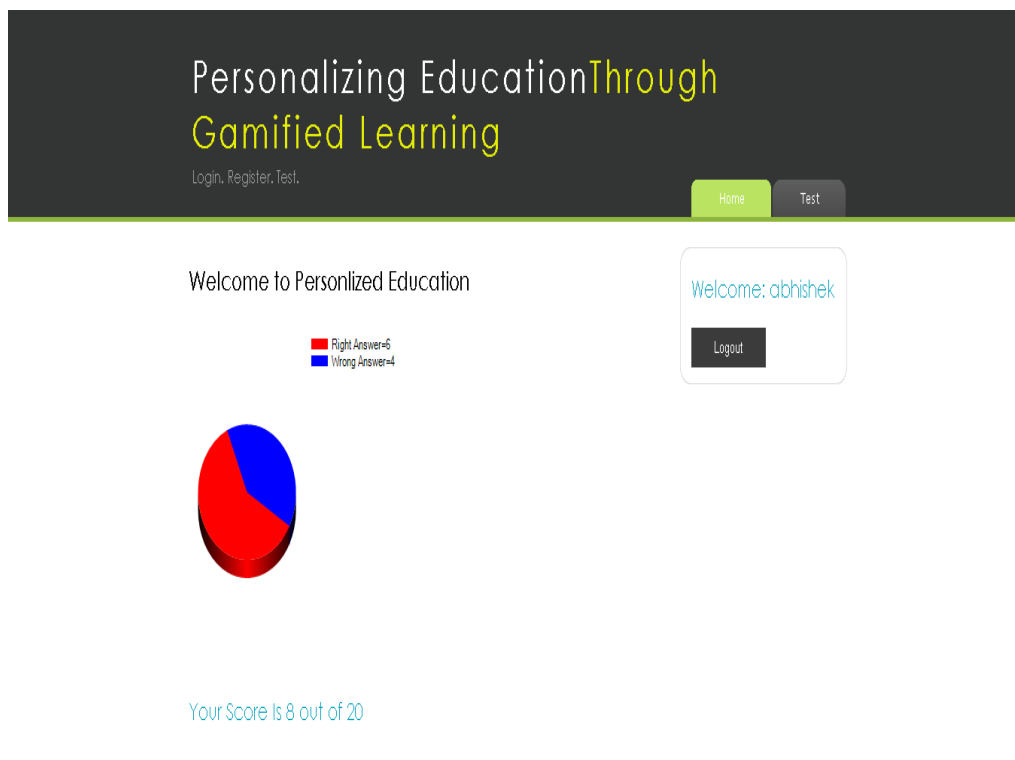 Personalizing EducationThrough
Gamified Learning
Login. Register. Test.
Home
Test
Welcome to Personlized Education
Welcome: abhishek
Logout
Right Answer=6
Wrong Answer=4
Your Score Is 8 out of 20